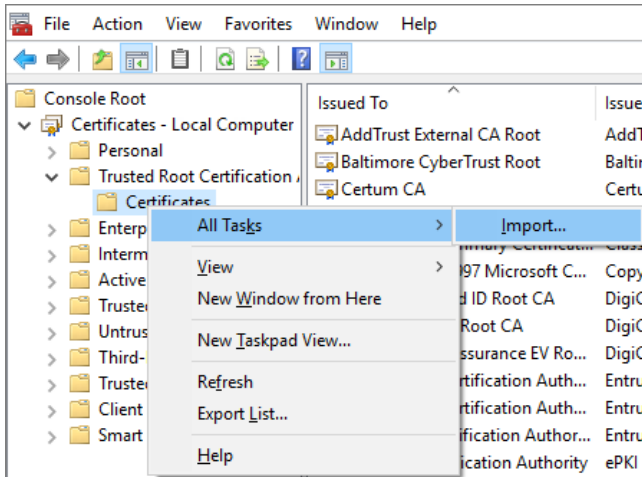 File Action View Favorites Window Help
Console Root
Certificates - Local Computer
Personal
Trusted Root Certification
Certificates
Enterp
Interm
Active
Truste
Untrus
Third-
Truste
Client
Smart
Issued To Issue
AddTrust External CA Root AddT
Baltimore CyberTrust Root Balti
Certum CA Certu
997 Microsoft C... Copy
d ID Root CA DigiC
Root CA DigiC
ssurance EV Ro... DigiC
rtification Auth... Entru
rtification Auth... Entru
ification Author... Entru
ication Authority ePKI
All Tasks
View
New Window from Here
New Taskpad View...
Refresh
Export List...
Help
Import...